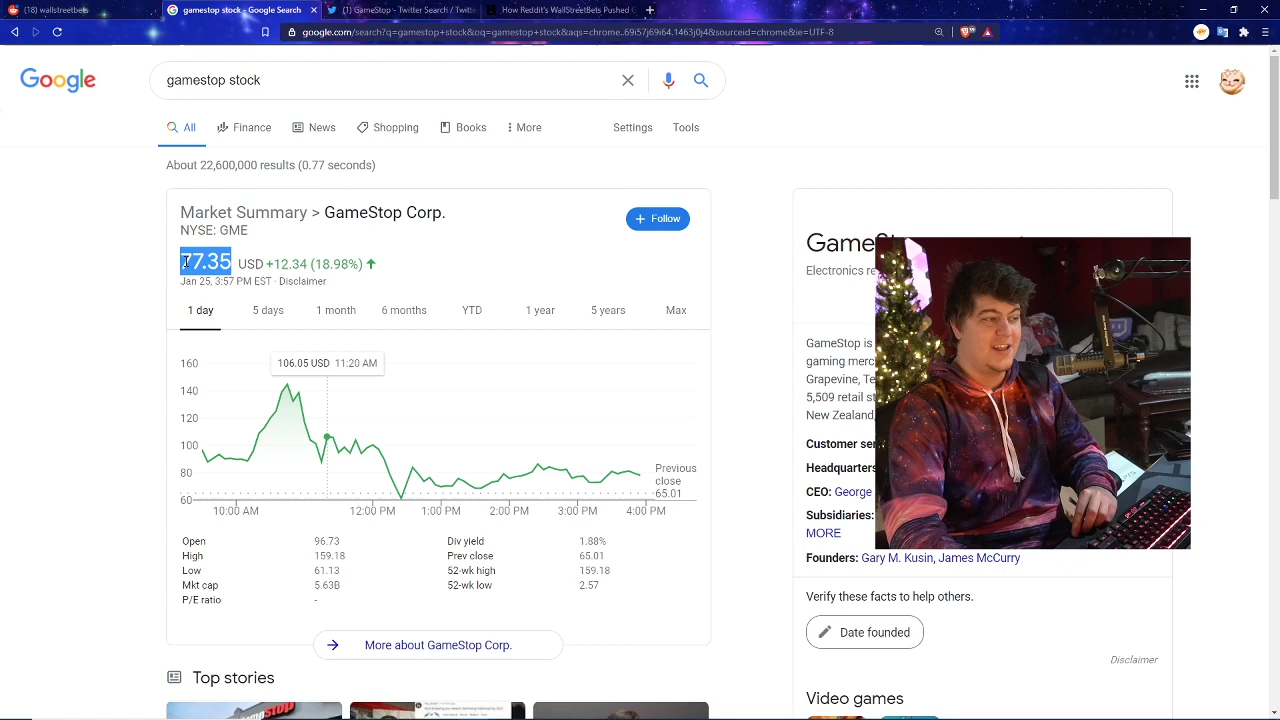 (18) wallstreetbets
gamestop stock - Google Search
(1) GameStop - Twitter Search / Twitte
How Reddit's WallStreetBets Pushed
google.com/search?q=gamestop+stock&oq=gamestop+stock&aqs=chrome..69i57j69i64.1463j0j4&sourceid=chrome&ie=UTF-8
Google
gamestop stock
All
Finance
News
Shopping
Books
More
Settings
Tools
About 22,600,000 results (0.77 seconds)
Market Summary > GameStop Corp.
NYSE: GME
Follow
77.35 USD +12.34 (18.98%)
Jan 25, 3:57 PM EST · Disclaimer
1 day
5 days
1 month
6 months
YTD
1 year
5 years
Max
106.05 USD 11:20 AM
160
140
120
100
80
60
Previous
close
65.01
10:00 AM
12:00 PM
1:00 PM
2:00 PM
3:00 PM
4:00 PM
Open 96.73
High 159.18
Low 61.13
Mkt cap 5.63B
P/E ratio -
Div yield 1.88%
Prev close 65.01
52-wk high 159.18
52-wk low 2.57
More about GameStop Corp.
Top stories
GameSt
Electronics re
GameStop is
gaming merc
Grapevine, Te
5,509 retail st
New Zealand,
Customer ser
Headquarters
CEO: George
Subsidiaries:
MORE
Founders: Gary M. Kusin, James McCurry
Verify these facts to help others.
Date founded
Disclaimer
Video games